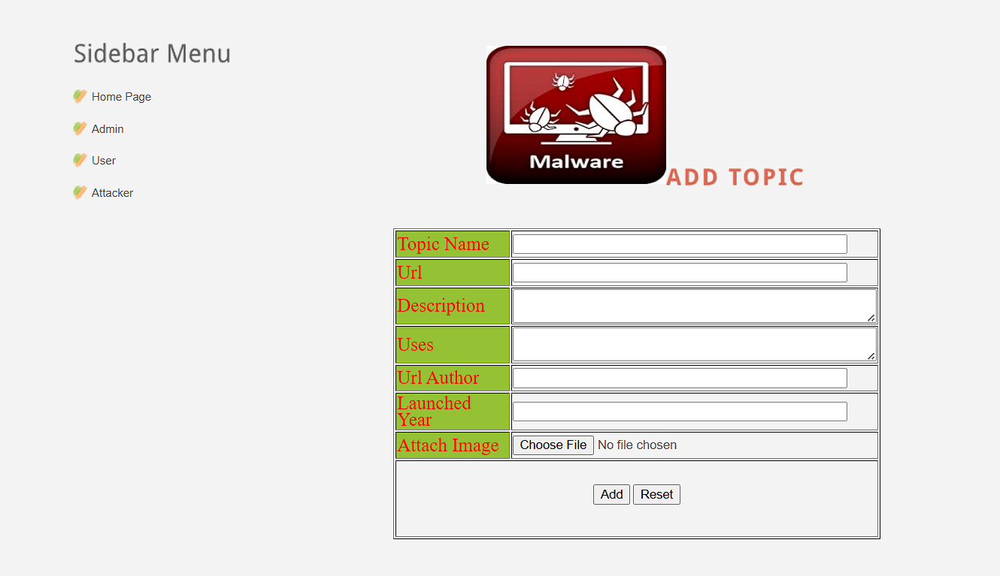 Sidebar Menu
Home Page
Admin
User
Attacker
Malware
ADD TOPIC
Topic Name
Url
Description
Uses
Url Author
Launched
Year
Attach Image
Choose File No file chosen
Add Reset